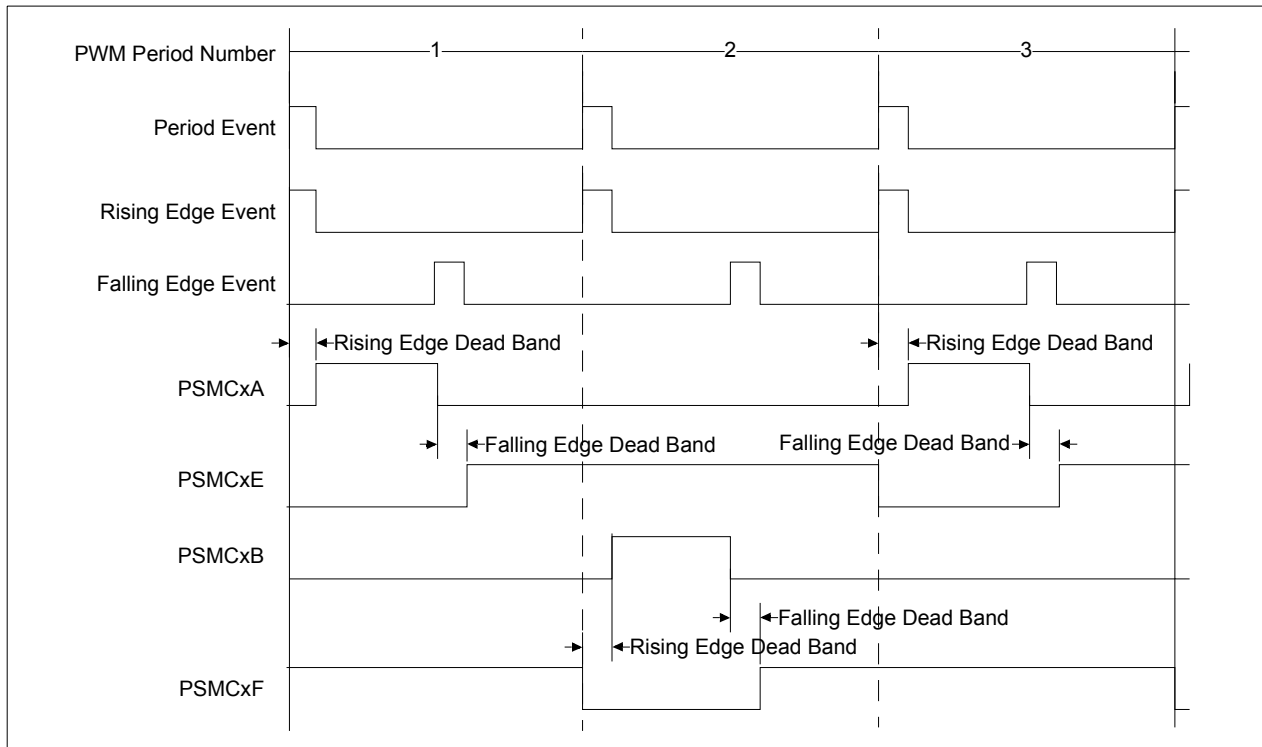 PWM Period Number
1
2
3
Period Event
Rising Edge Event
Falling Edge Event
Rising Edge Dead Band
Rising Edge Dead Band
PSMCxA
Falling Edge Dead Band
Falling Edge Dead Band
PSMCxE
PSMCxB
Falling Edge Dead Band
Rising Edge Dead Band
PSMCxF